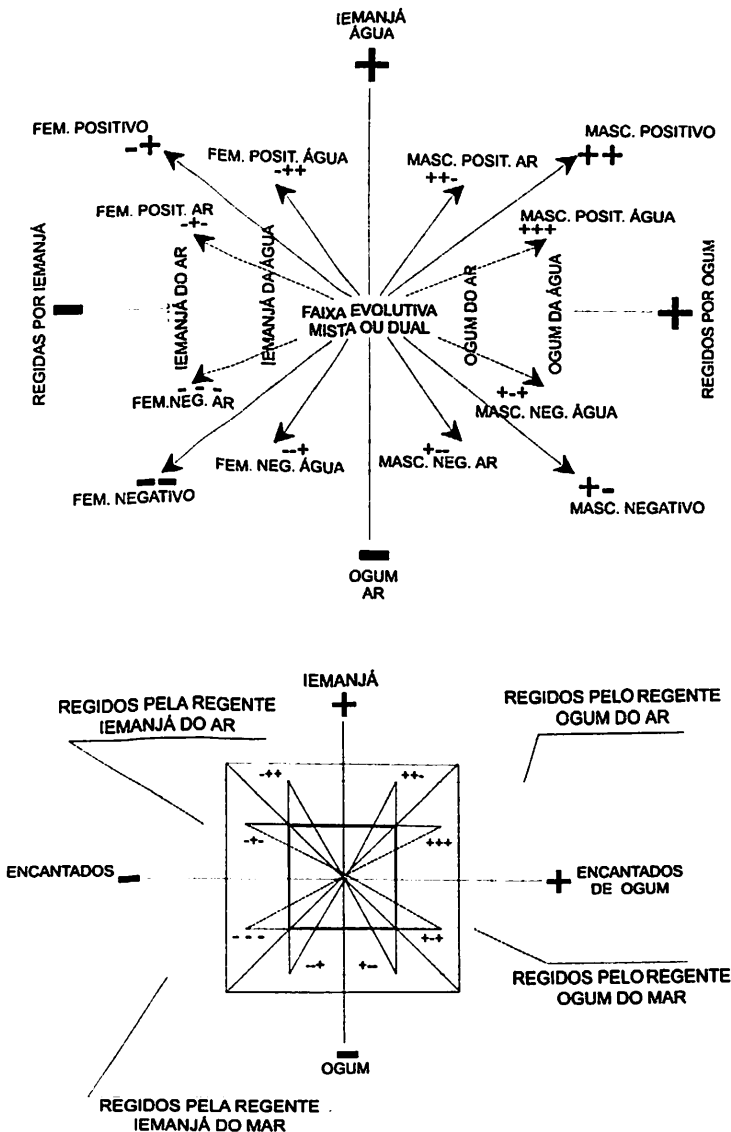 IEMANJÁ
ÁGUA
+
FEM. POSITIVO
-+
MASC. POSITIVO
++
FEM. POSIT. ÁGUA
-++
MASC. POSIT. AR
++-
FEM. POSIT. AR
-+-
MASC. POSIT. ÁGUA
+++
REGIDAS POR IEMANJÁ
-
IEMANJÁ DO AR
IEMANJÁ DA ÁGUA
FAIXA EVOLUTIVA
MISTA OU DUAL
OGUM DO AR
OGUM DA ÁGUA
+
REGIDOS POR OGUM
- - -
FEM.NEG. AR
+-+
MASC. NEG. ÁGUA
--+
FEM. NEG. ÁGUA
+--
MASC. NEG. AR
--
FEM. NEGATIVO
+-
MASC. NEGATIVO
-
OGUM
AR
IEMANJÁ
+
REGIDOS PELA REGENTE
IEMANJÁ DO AR
REGIDOS PELO REGENTE
OGUM DO AR
-++
++-
-+-
+++
ENCANTADOS -
+ ENCANTADOS
DE OGUM
- - -
+-+
--+
+--
REGIDOS PELO REGENTE
OGUM DO MAR
-
OGUM
REGIDOS PELA REGENTE
IEMANJÁ DO MAR